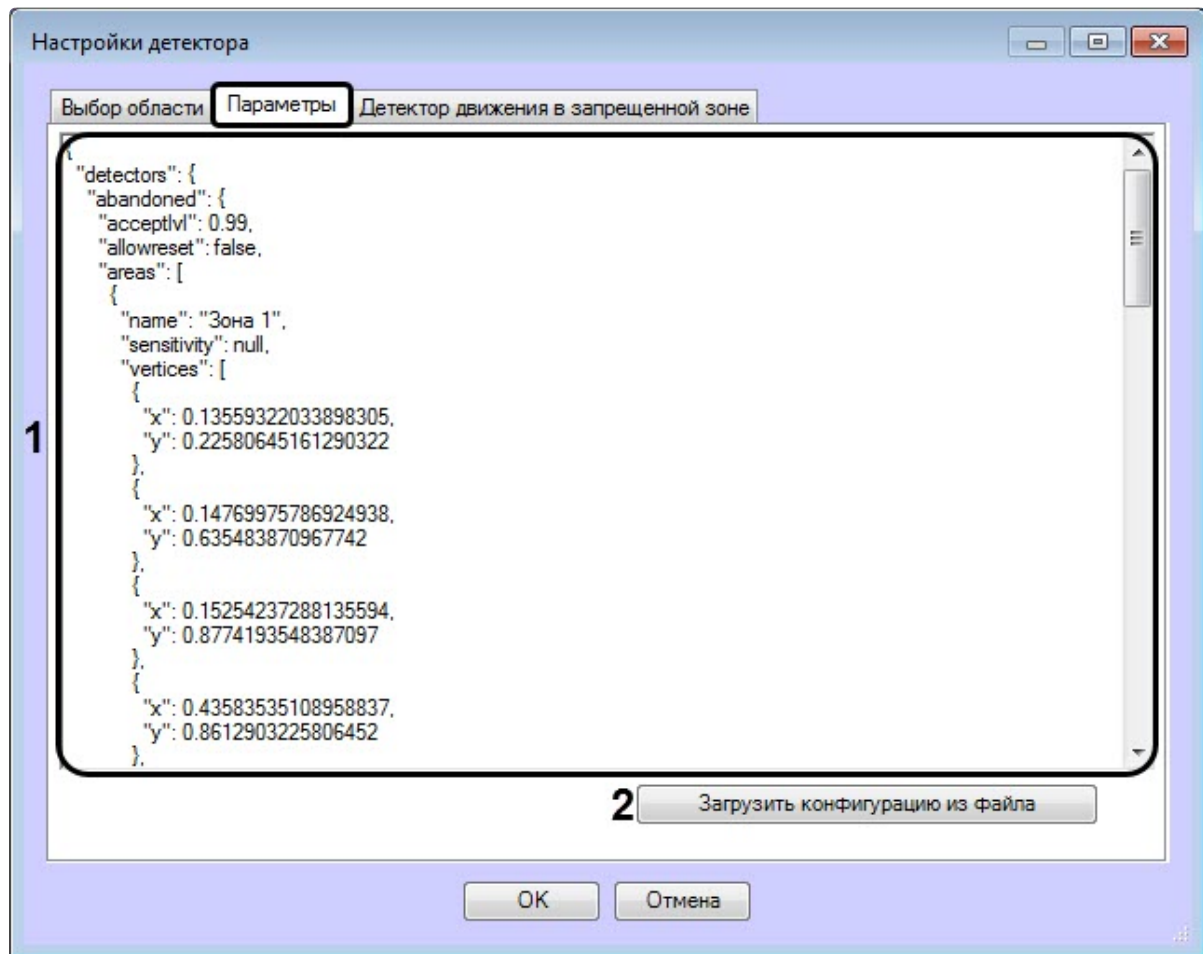 Настройки детектора
Выбор области Параметры Детектор движения в запрещенной зоне
{
"detectors": {
"abandoned": {
"acceptlvl": 0.99,
"allowreset": false,
"areas": [
{
"name": "Зона 1",
"sensitivity": null,
"vertices": [
{
"x": 0.13559322033898305,
1
"y": 0.22580645161290322
},
{
"x": 0.14769975786924938,
"y": 0.635483870967742
},
{
"x": 0.15254237288135594,
"y": 0.8774193548387097
},
{
"x": 0.43583535108958837,
"y": 0.8612903225806452
},
2 Загрузить конфигурацию из файла
OK Отмена